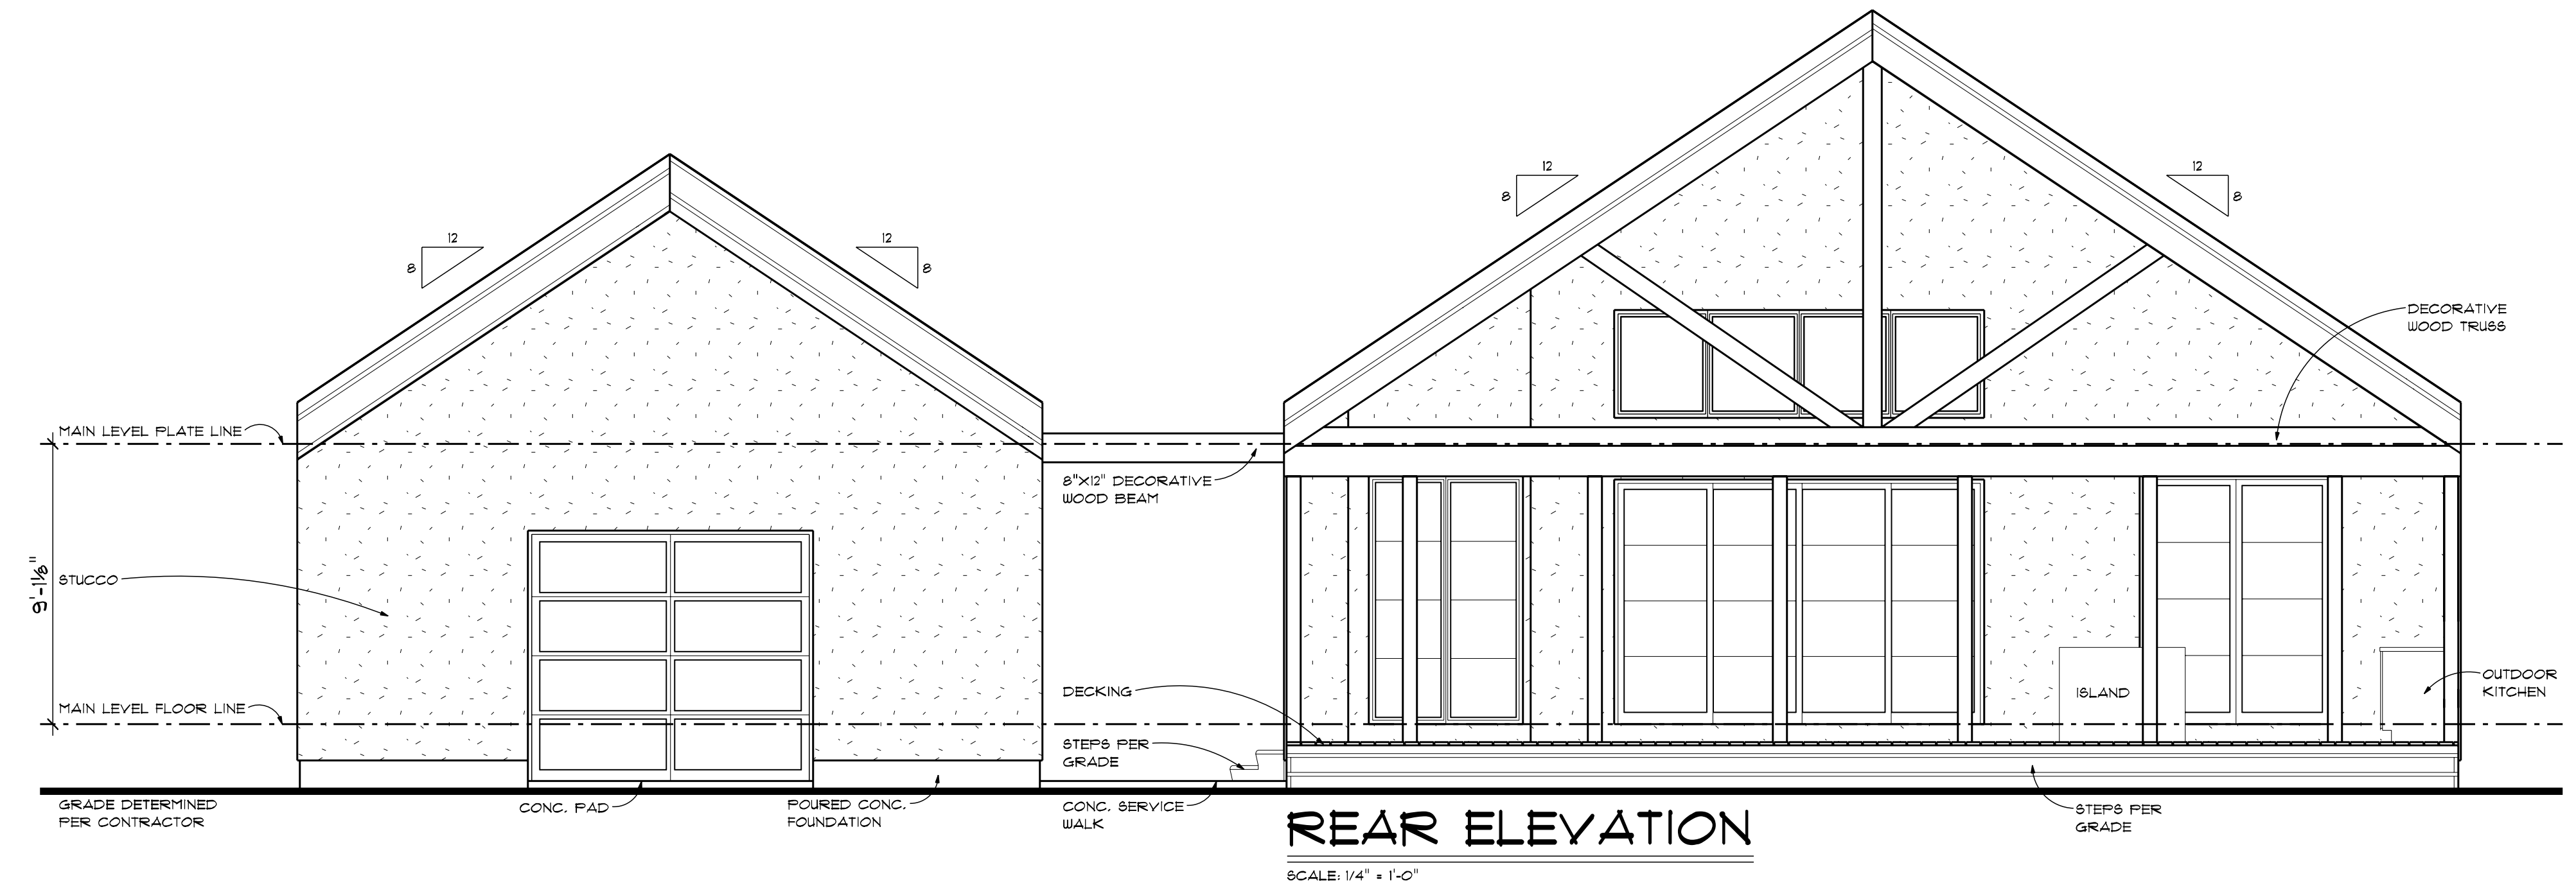 12
8
12
8
12
8
12
8
DECORATIVE
WOOD TRUSS
MAIN LEVEL PLATE LINE
8"X12" DECORATIVE
WOOD BEAM
9'-1 1/8"
STUCCO
MAIN LEVEL FLOOR LINE
DECKING
ISLAND
OUTDOOR
KITCHEN
STEPS PER
GRADE
GRADE DETERMINED
PER CONTRACTOR
CONC. PAD
POURED CONC.
FOUNDATION
CONC. SERVICE
WALK
STEPS PER
GRADE
REAR ELEVATION
SCALE: 1/4" = 1'-0"